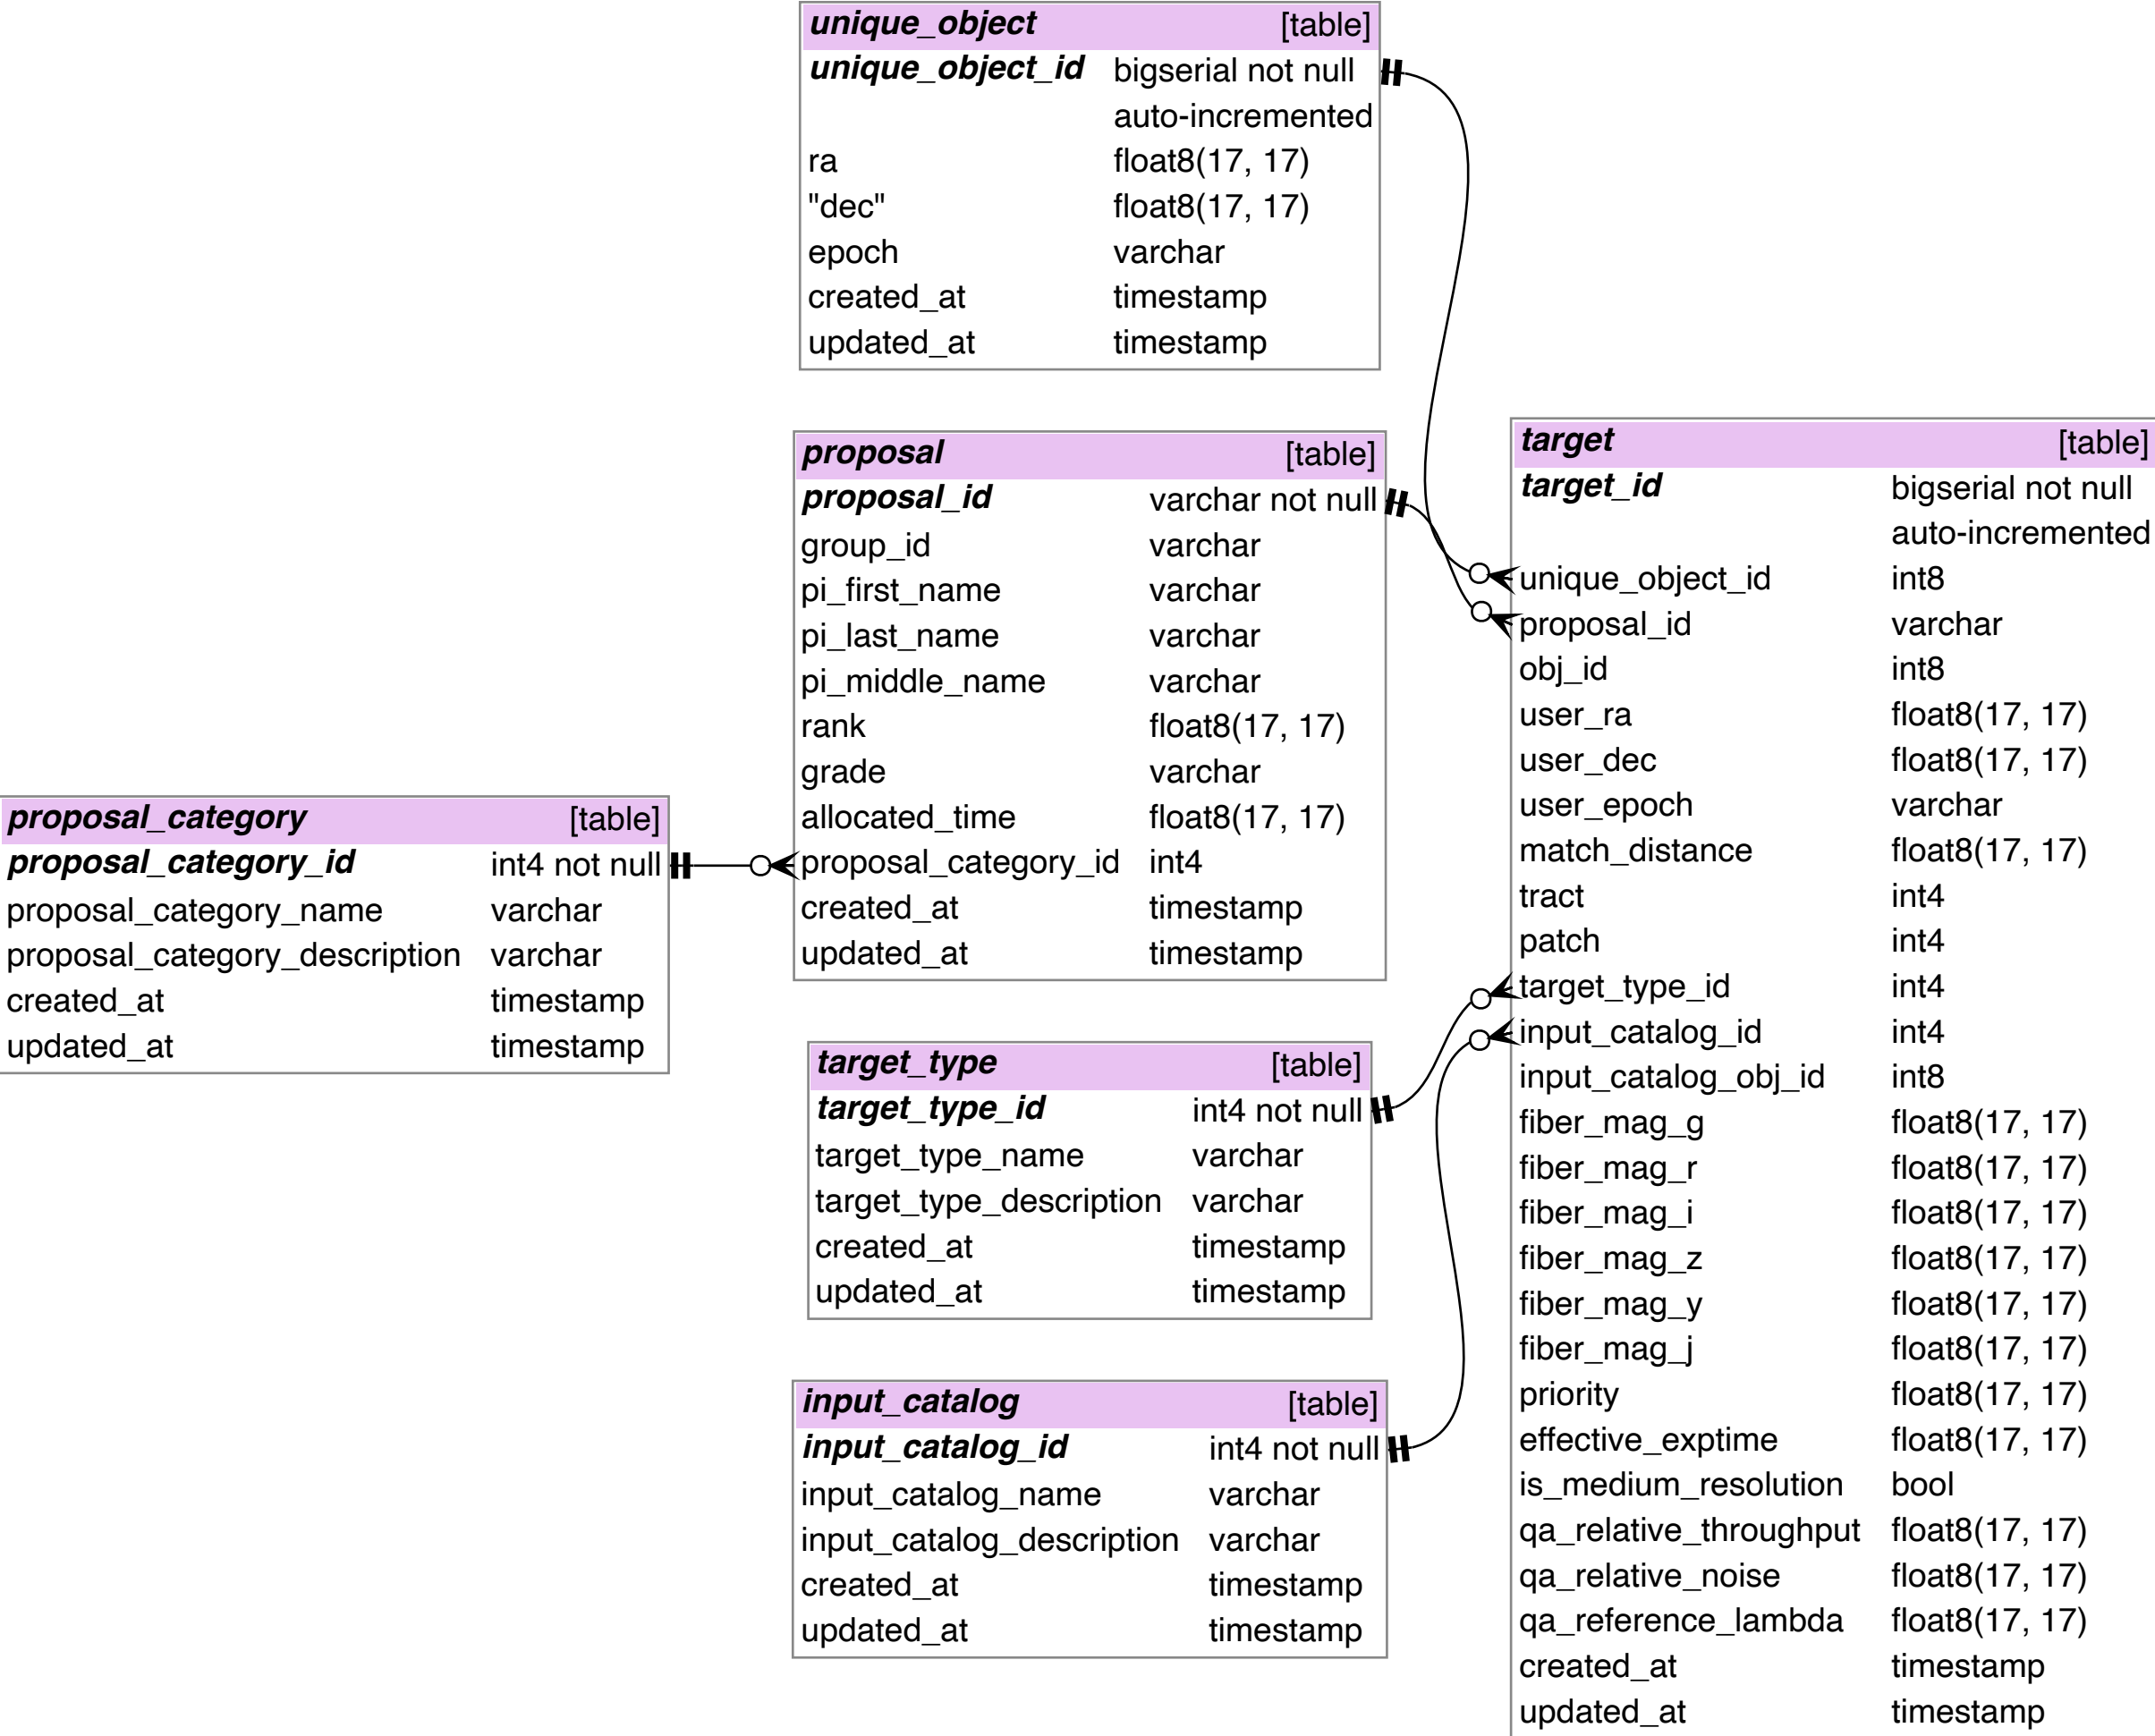 unique_object [table]
unique_object_id bigserial not null
auto-incremented
ra float8(17, 17)
"dec" float8(17, 17)
epoch varchar
created_at timestamp
updated_at timestamp
proposal [table]
proposal_id varchar not null
group_id varchar
pi_first_name varchar
pi_last_name varchar
pi_middle_name varchar
rank float8(17, 17)
grade varchar
allocated_time float8(17, 17)
proposal_category_id int4
created_at timestamp
updated_at timestamp
proposal_category [table]
proposal_category_id int4 not null
proposal_category_name varchar
proposal_category_description varchar
created_at timestamp
updated_at timestamp
target_type [table]
target_type_id int4 not null
target_type_name varchar
target_type_description varchar
created_at timestamp
updated_at timestamp
input_catalog [table]
input_catalog_id int4 not null
input_catalog_name varchar
input_catalog_description varchar
created_at timestamp
updated_at timestamp
target [table]
target_id bigserial not null
auto-incremented
unique_object_id int8
proposal_id varchar
obj_id int8
user_ra float8(17, 17)
user_dec float8(17, 17)
user_epoch varchar
match_distance float8(17, 17)
tract int4
patch int4
target_type_id int4
input_catalog_id int4
input_catalog_obj_id int8
fiber_mag_g float8(17, 17)
fiber_mag_r float8(17, 17)
fiber_mag_i float8(17, 17)
fiber_mag_z float8(17, 17)
fiber_mag_y float8(17, 17)
fiber_mag_j float8(17, 17)
priority float8(17, 17)
effective_exptime float8(17, 17)
is_medium_resolution bool
qa_relative_throughput float8(17, 17)
qa_relative_noise float8(17, 17)
qa_reference_lambda float8(17, 17)
created_at timestamp
updated_at timestamp